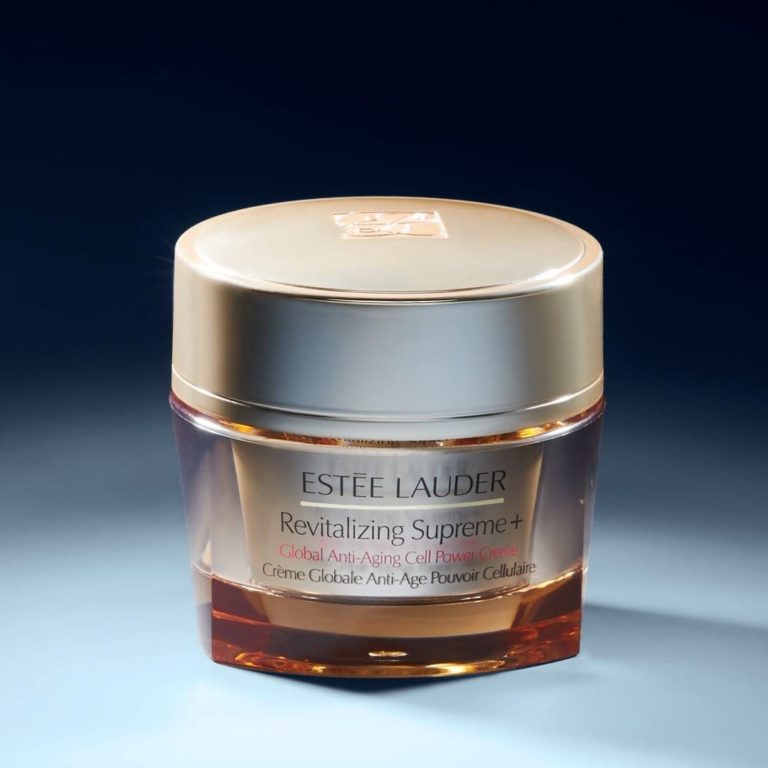 ESTĒE LAUDER
Revitalizing Supreme+
Global Anti-Aging Cell Power Creme
Crème Globale Anti-Age Pouvoir Cellulaire